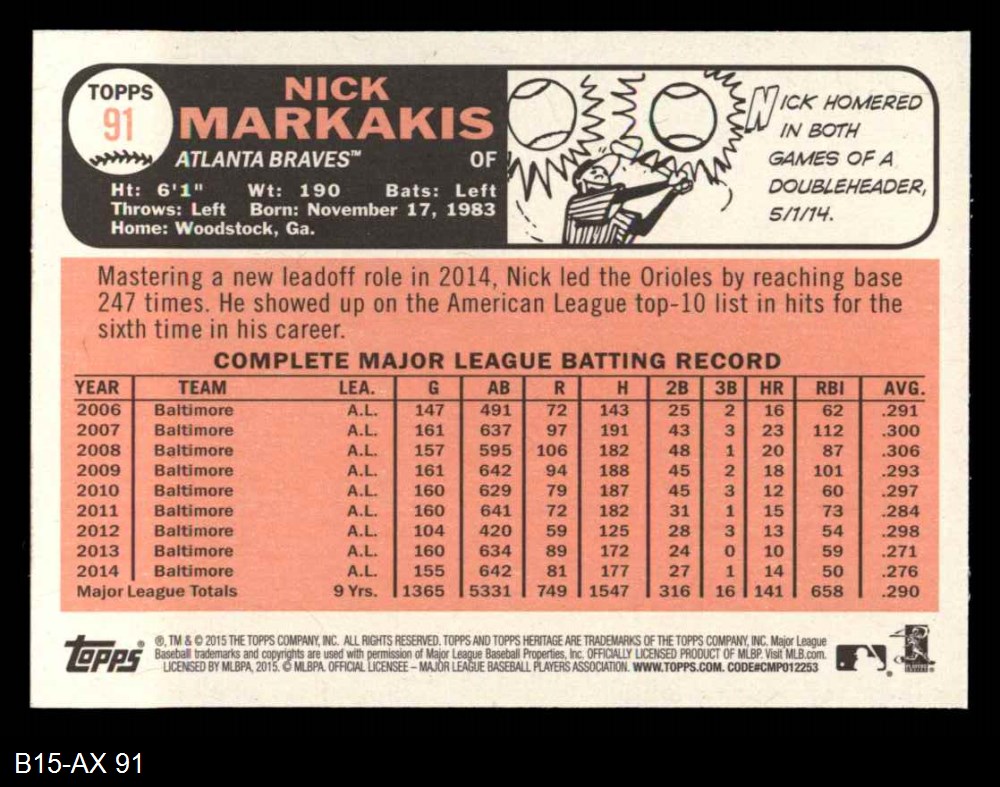 TOPPS
91
NICK
MARKAKIS
ATLANTA BRAVES™ OF
Ht: 6'1" Wt: 190 Bats: Left
Throws: Left Born: November 17, 1983
Home: Woodstock, Ga.
NICK HOMERED
IN BOTH
GAMES OF A
DOUBLEHEADER,
5/1/14.
Mastering a new leadoff role in 2014, Nick led the Orioles by reaching base
247 times. He showed up on the American League top-10 list in hits for the
sixth time in his career.
COMPLETE MAJOR LEAGUE BATTING RECORD
YEAR TEAM LEA. G AB R H 2B 3B HR RBI AVG.
2006 Baltimore A.L. 147 491 72 143 25 2 16 62 .291
2007 Baltimore A.L. 161 637 97 191 43 3 23 112 .300
2008 Baltimore A.L. 157 595 106 182 48 1 20 87 .306
2009 Baltimore A.L. 161 642 94 188 45 2 18 101 .293
2010 Baltimore A.L. 160 629 79 187 45 3 12 60 .297
2011 Baltimore A.L. 160 641 72 182 31 1 15 73 .284
2012 Baltimore A.L. 104 420 59 125 28 3 13 54 .298
2013 Baltimore A.L. 160 634 89 172 24 0 10 59 .271
2014 Baltimore A.L. 155 642 81 177 27 1 14 50 .276
Major League Totals 9 Yrs. 1365 5331 749 1547 316 16 141 658 .290
Topps
®, TM & © 2015 THE TOPPS COMPANY, INC. ALL RIGHTS RESERVED. TOPPS AND TOPPS HERITAGE ARE TRADEMARKS OF THE TOPPS COMPANY, INC. Major League
Baseball trademarks and copyrights are used with permission of Major League Baseball Properties, Inc. OFFICIALLY LICENSED PRODUCT OF MLBP. Visit MLB.com.
LICENSED BY MLBPA, 2015. © MLBPA. OFFICIAL LICENSEE – MAJOR LEAGUE BASEBALL PLAYERS ASSOCIATION. WWW.TOPPS.COM. CODE#CMP012253
B15-AX 91